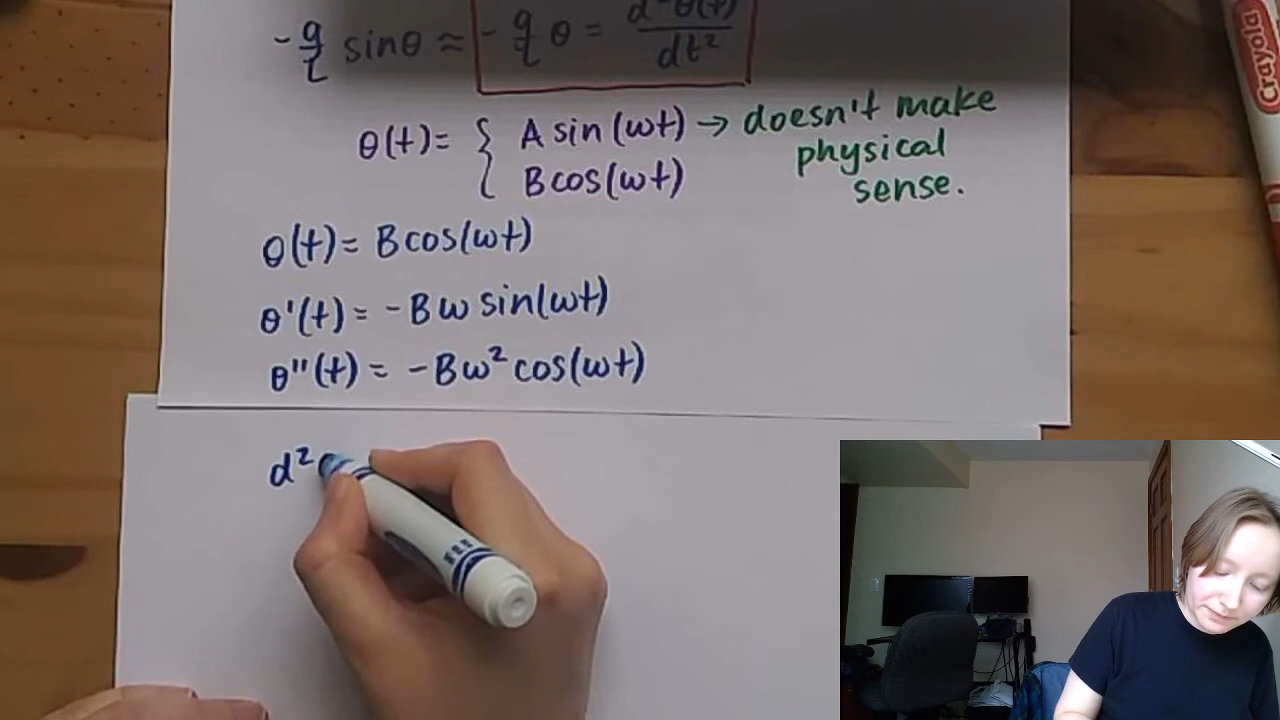 -g/l sinθ ≈ -g/l θ = d²θ(t)/dt²
θ(t) = { A sin(ωt) → doesn't make
B cos(ωt) physical
sense.
θ(t) = B cos(ωt)
θ'(t) = -Bω sin(ωt)
θ''(t) = -Bω² cos(ωt)
d²
Crayola